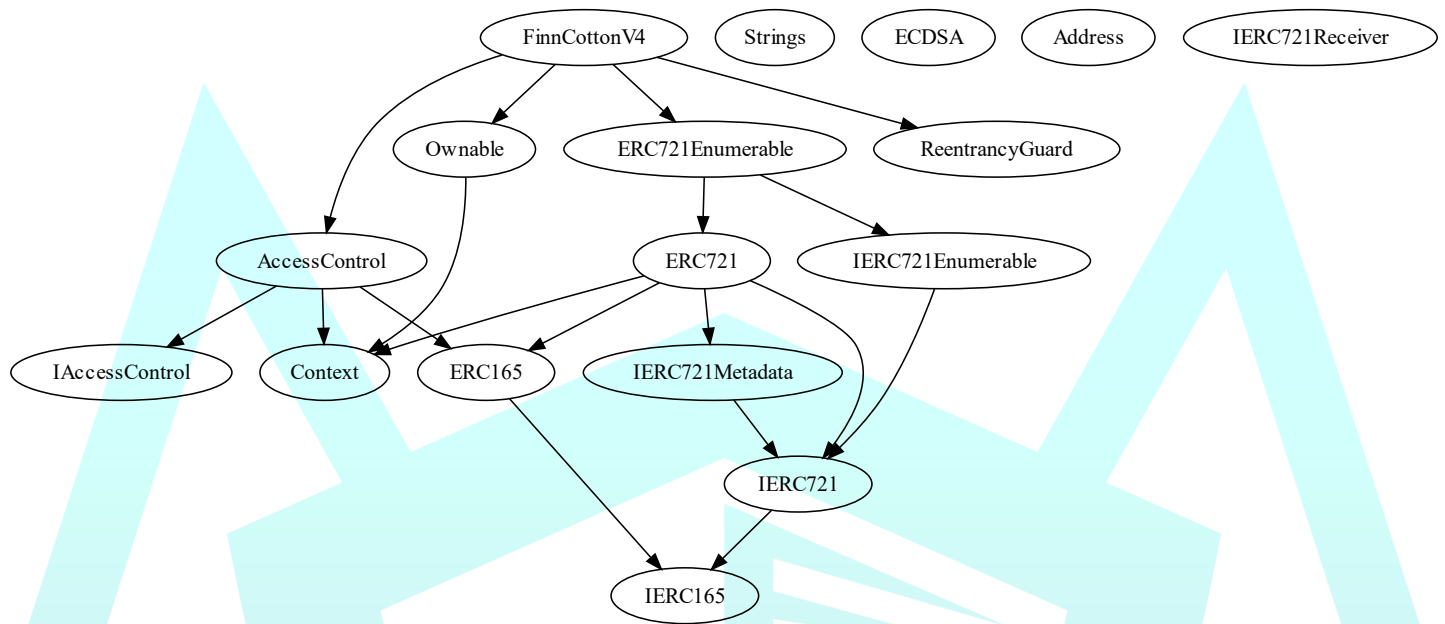 FinnCottonV4
Strings
ECDSA
Address
IERC721Receiver
Ownable
ERC721Enumerable
ReentrancyGuard
AccessControl
ERC721
IERC721Enumerable
IAccessControl
Context
ERC165
IERC721Metadata
IERC721
IERC165